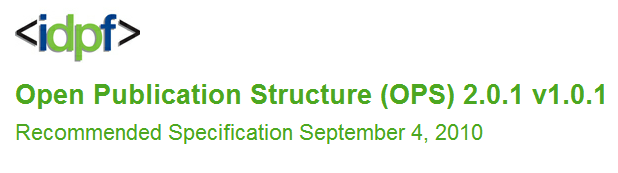 <idpf>
Open Publication Structure (OPS) 2.0.1 v1.0.1
Recommended Specification September 4, 2010